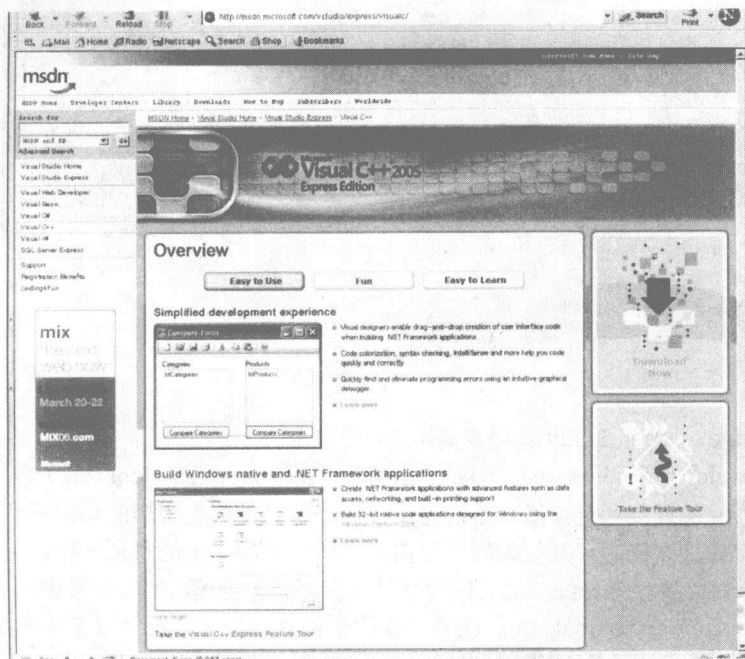 Back Forward Reload Stop http://msdn.microsoft.com/vstudio/express/visualc/ Search Print
Mail Home Radio Netscape Search Shop Bookmarks
Microsoft.com Home | Site Map
msdn
MSDN Home Developer Centers Library Downloads How to Buy Subscribers Worldwide
Search for
MSDN Home > Visual Studio Home > Visual Studio Express > Visual C++
Go
Advanced Search
Visual Studio Home
Visual Studio Express
Visual Web Developer
Visual Basic
Visual C#
Visual C++
Visual J#
SQL Server Express
Support
Registration Benefits
Coding4Fun
mix
the next
web now
March 20-22
MIX06.com
Microsoft
Visual C++ 2005
Express Edition
Overview
Easy to Use Fun Easy to Learn
Simplified development experience
Compare Force
Categories Products
lstCategories lstProducts
Compare Categories Compare Categories
Visual designers enable drag-and-drop creation of user interface code
when building .NET Framework applications.
Code colorization, syntax checking, IntelliSense and more help you code
quickly and correctly.
Quickly find and eliminate programming errors using an intuitive graphical
debugger.
Learn more
Build Windows native and .NET Framework applications
Create .NET Framework applications with advanced features such as data
access, networking, and built-in printing support
Build 32-bit native code applications designed for Windows using the
Learn more
Take the Visual C++ Express Feature Tour
Download
Now
Take the Feature Tour